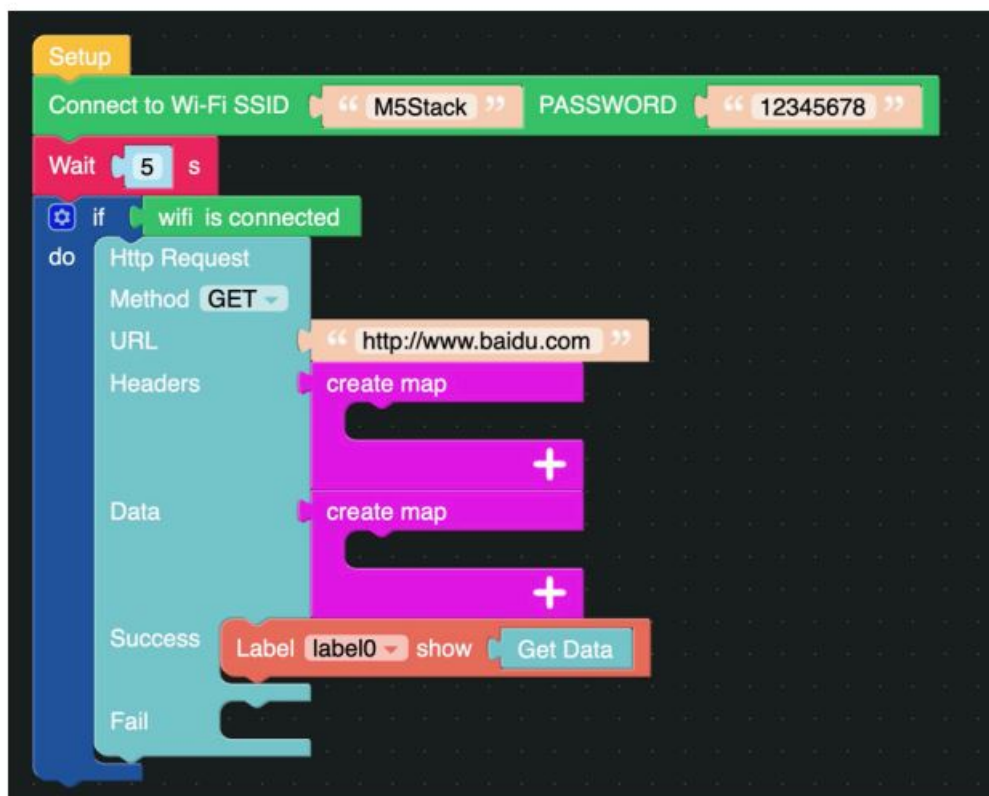 Setup
Connect to Wi-Fi SSID “ M5Stack ” PASSWORD “ 12345678 ”
Wait 5 s
if wifi is connected
do Http Request
Method GET
URL “ http://www.baidu.com ”
Headers create map
+
Data create map
+
Success Label label0 show Get Data
Fail